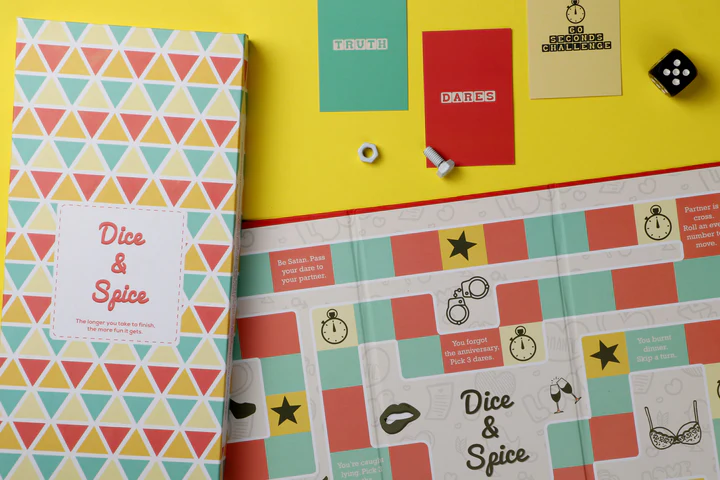 TRUTH
DARES
60
SECONDS
CHALLENGE
Dice
&
Spice
The longer you take to finish,
the more fun it gets.
Be Satan. Pass
your dare to
your partner.
Partner is
Roll an eve
number to
move.
You forgot
the anniversary.
Pick 3 dares.
You burnt
dinner.
Skip a turn.
Dice
&
Spice
You're caught
lying. Pick 2